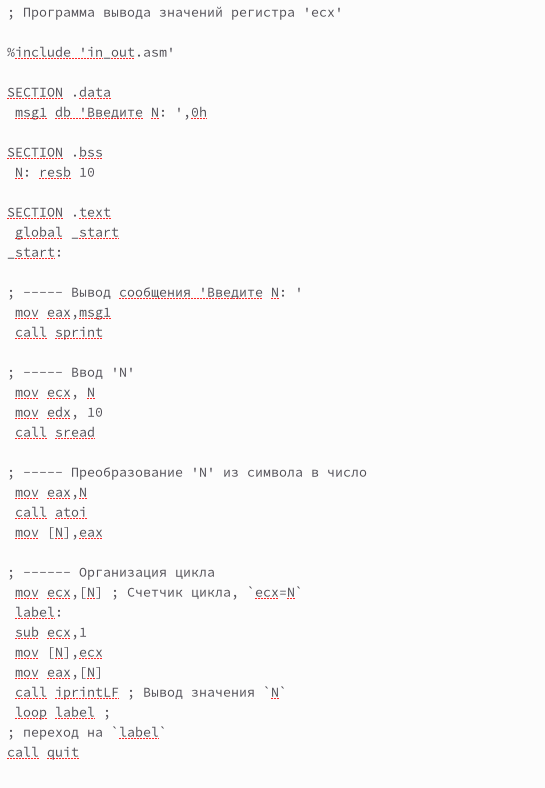 ; Программа вывода значений регистра 'ecx'
%include 'in_out.asm'
SECTION .data
msg1 db 'Введите N: ',0h
SECTION .bss
N: resb 10
SECTION .text
global _start
_start:
; ----- Вывод сообщения 'Введите N: '
mov eax,msg1
call sprint
; ----- Ввод 'N'
mov ecx, N
mov edx, 10
call sread
; ----- Преобразование 'N' из символа в число
mov eax,N
call atoi
mov [N],eax
; ------ Организация цикла
mov ecx,[N] ; Счетчик цикла, `ecx=N`
label:
sub ecx,1
mov [N],ecx
mov eax,[N]
call iprintLF ; Вывод значения `N`
loop label ;
; переход на `label`
call quit